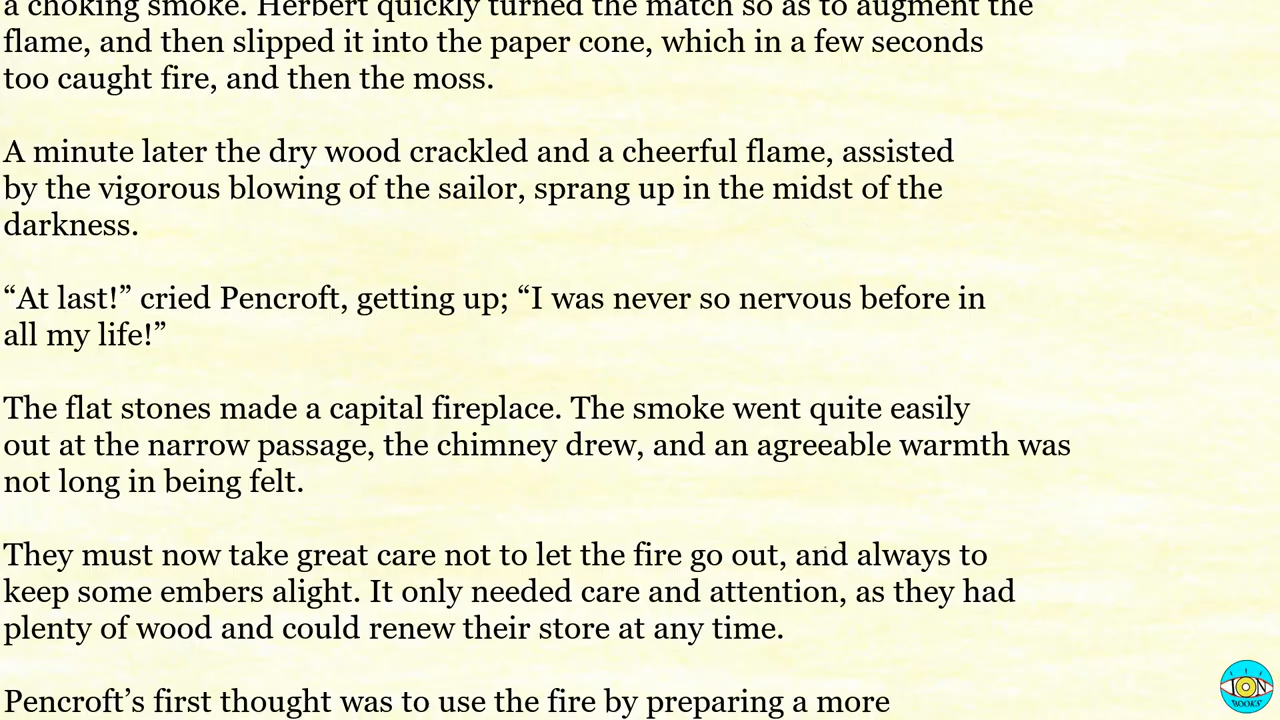 a choking smoke. Herbert quickly turned the match so as to augment the
flame, and then slipped it into the paper cone, which in a few seconds
too caught fire, and then the moss.
A minute later the dry wood crackled and a cheerful flame, assisted
by the vigorous blowing of the sailor, sprang up in the midst of the
darkness.
“At last!” cried Pencroft, getting up; “I was never so nervous before in
all my life!”
The flat stones made a capital fireplace. The smoke went quite easily
out at the narrow passage, the chimney drew, and an agreeable warmth was
not long in being felt.
They must now take great care not to let the fire go out, and always to
keep some embers alight. It only needed care and attention, as they had
plenty of wood and could renew their store at any time.
Pencroft’s first thought was to use the fire by preparing a more
ION
BOOKS